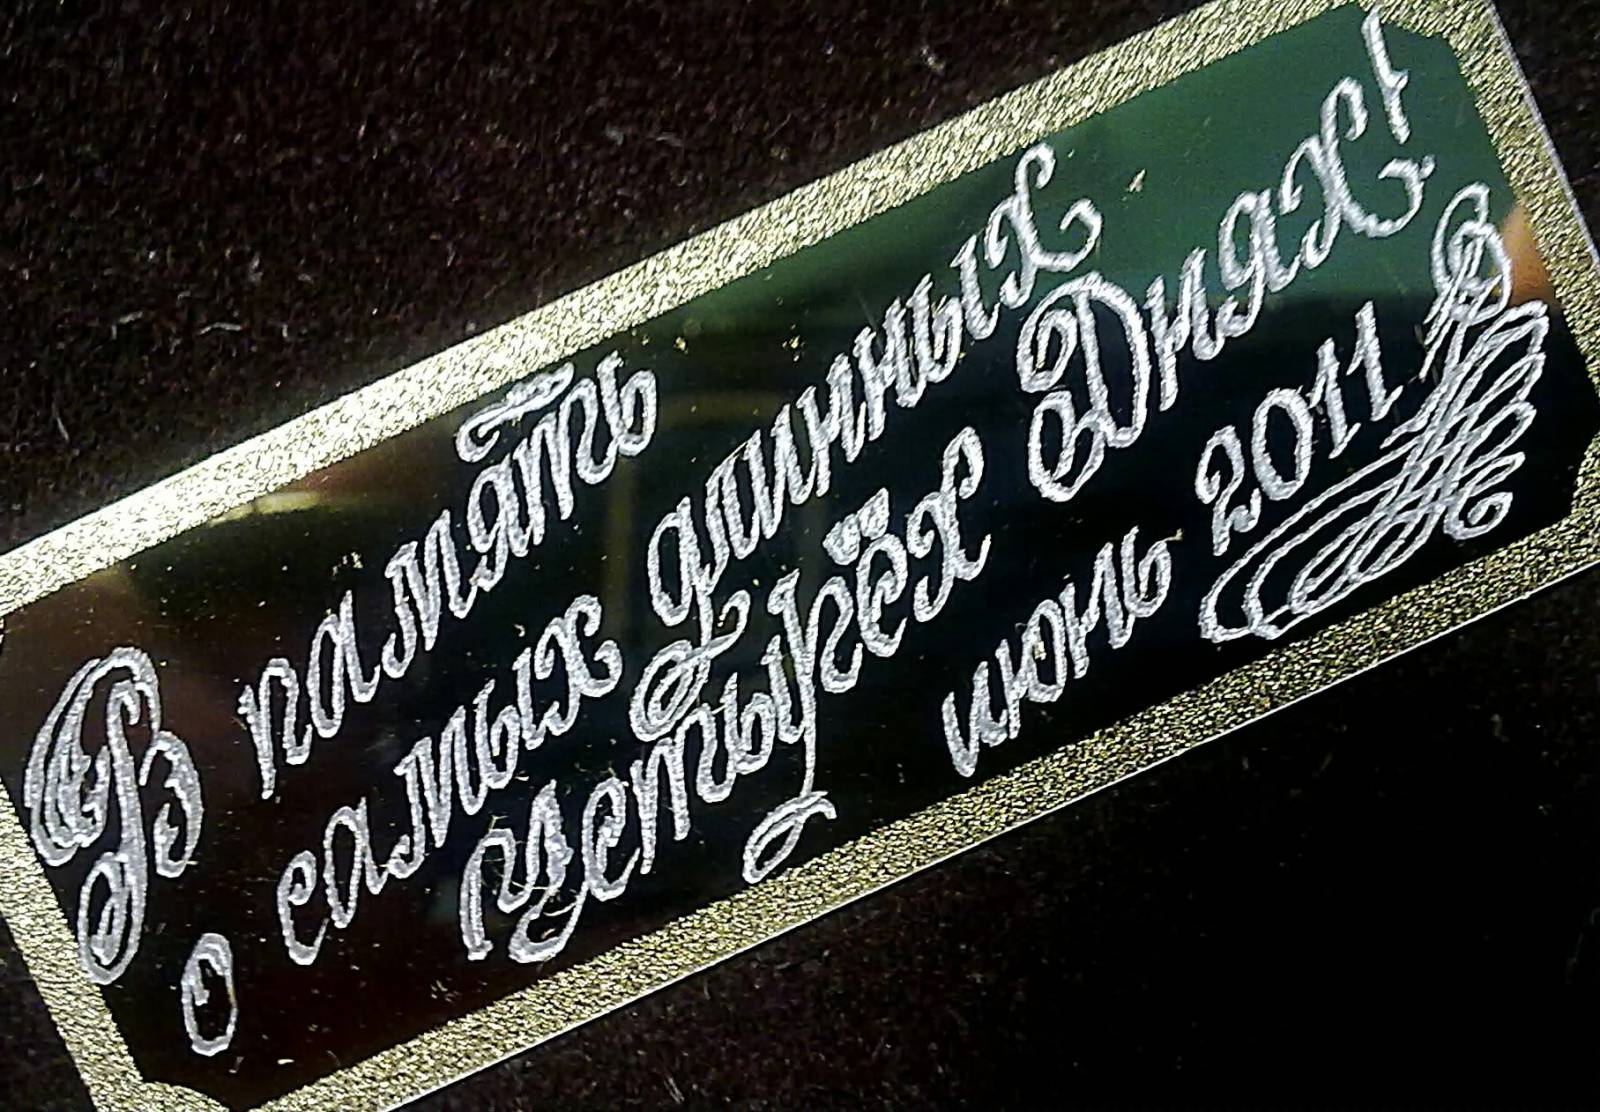 В память
о самых длинных
Четырёх Днях!
июнь 2011